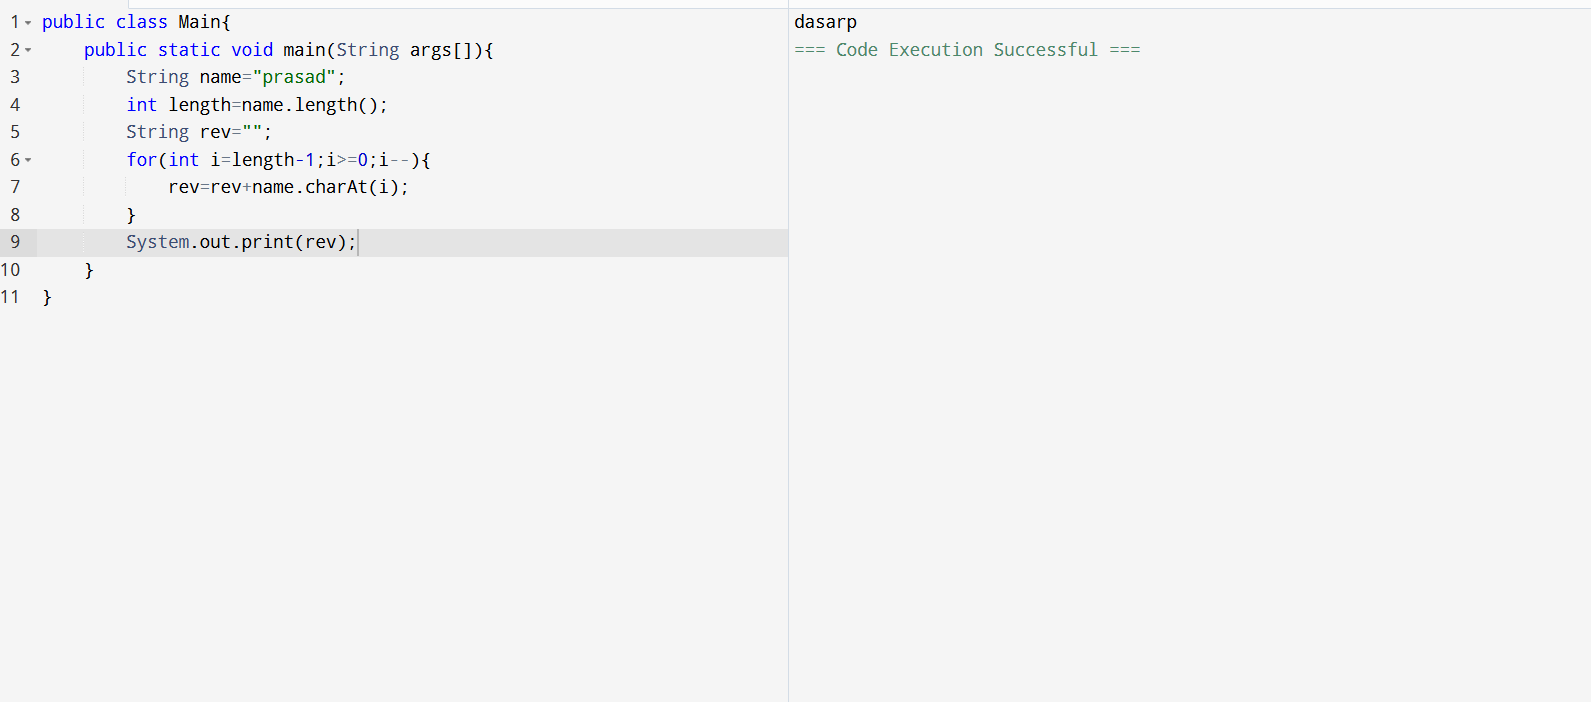 1 public class Main{
2     public static void main(String args[]){
3         String name="prasad";
4         int length=name.length();
5         String rev="";
6         for(int i=length-1;i>=0;i--){
7             rev=rev+name.charAt(i);
8         }
9         System.out.print(rev);
10     }
11 }
dasarp
=== Code Execution Successful ===